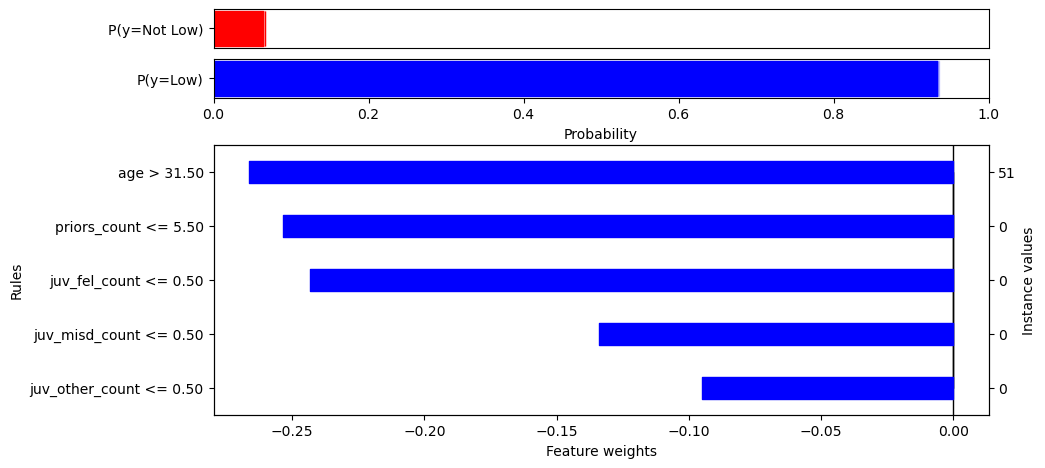 P(y=Not Low)
P(y=Low)
0.0 0.2 0.4 0.6 0.8 1.0
Probability
age > 31.50 51
priors_count <= 5.50 0
juv_fel_count <= 0.50 0
juv_misd_count <= 0.50 0
juv_other_count <= 0.50 0
Rules
Instance values
−0.25 −0.20 −0.15 −0.10 −0.05 0.00
Feature weights